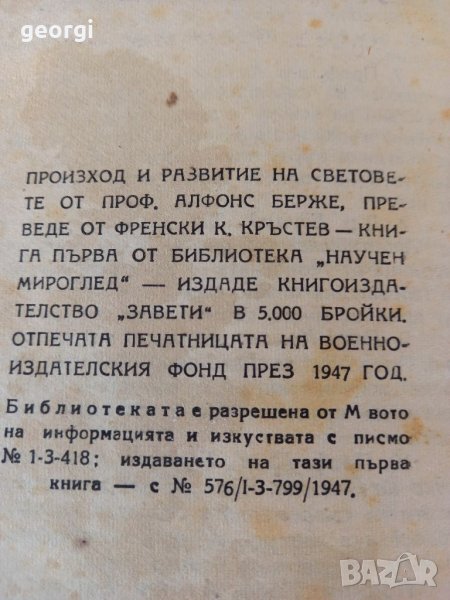 georgi
ПРОИЗХОД И РАЗВИТИЕ НА СВЕТОВЕ-
ТЕ ОТ ПРОФ. АЛФОНС БЕРЖЕ, ПРЕ-
ВЕДЕ ОТ ФРЕНСКИ К. КРЪСТЕВ — КНИ-
ГА ПЪРВА ОТ БИБЛИОТЕКА „НАУЧЕН
МИРОГЛЕД“ — ИЗДАДЕ КНИГОИЗДА-
ТЕЛСТВО „ЗАВЕТИ“ В 5.000 БРОЙКИ.
ОТПЕЧАТА ПЕЧАТНИЦАТА НА ВОЕННО-
ИЗДАТЕЛСКИЯ ФОНД ПРЕЗ 1947 ГОД.
Библиотеката е разрешена от М вото
на информацията и изкуствата с писмо
№ 1-3-418; издаването на тази първа
книга — с № 576/I-3-799/1947.
BAZAR